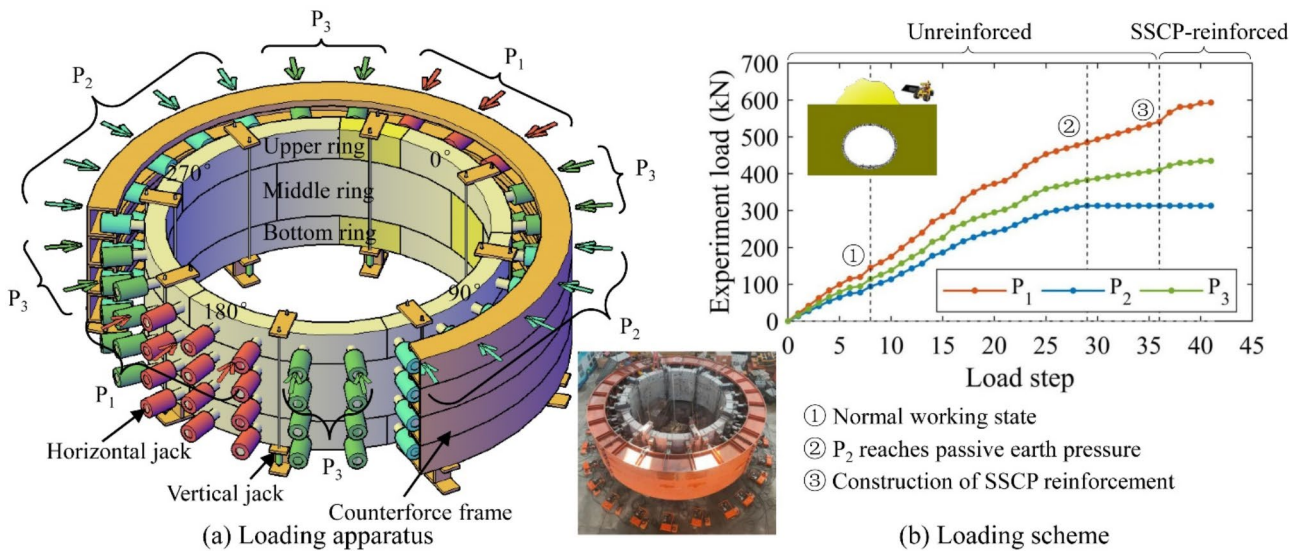 P3
P2
P1
Upper ring
0°
270°
Middle ring
P3
Bottom ring
P3
90°
180°
P2
P1
Horizontal jack
P3
Vertical jack
Counterforce frame
(a) Loading apparatus
Unreinforced
SSCP-reinforced
Experiment load (kN)
700
600
500
400
300
200
100
0
①
②
③
P1
P2
P3
0
5
10
15
20
25
30
35
40
45
Load step
① Normal working state
② P2 reaches passive earth pressure
③ Construction of SSCP reinforcement
(b) Loading scheme